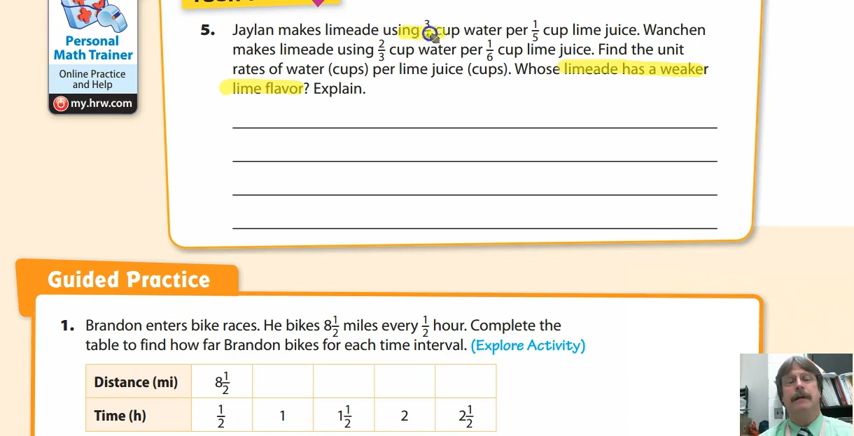 Personal
Math Trainer
Online Practice
and Help
my.hrw.com
5. Jaylan makes limeade using cup water per 1/5 cup lime juice. Wanchen
makes limeade using 2/3 cup water per 1/6 cup lime juice. Find the unit
rates of water (cups) per lime juice (cups). Whose limeade has a weaker
lime flavor? Explain.
Guided Practice
1. Brandon enters bike races. He bikes 8 1/2 miles every 1/2 hour. Complete the
table to find how far Brandon bikes for each time interval. (Explore Activity)
Distance (mi) 8 1/2
Time (h) 1/2 1 1 1/2 2 2 1/2